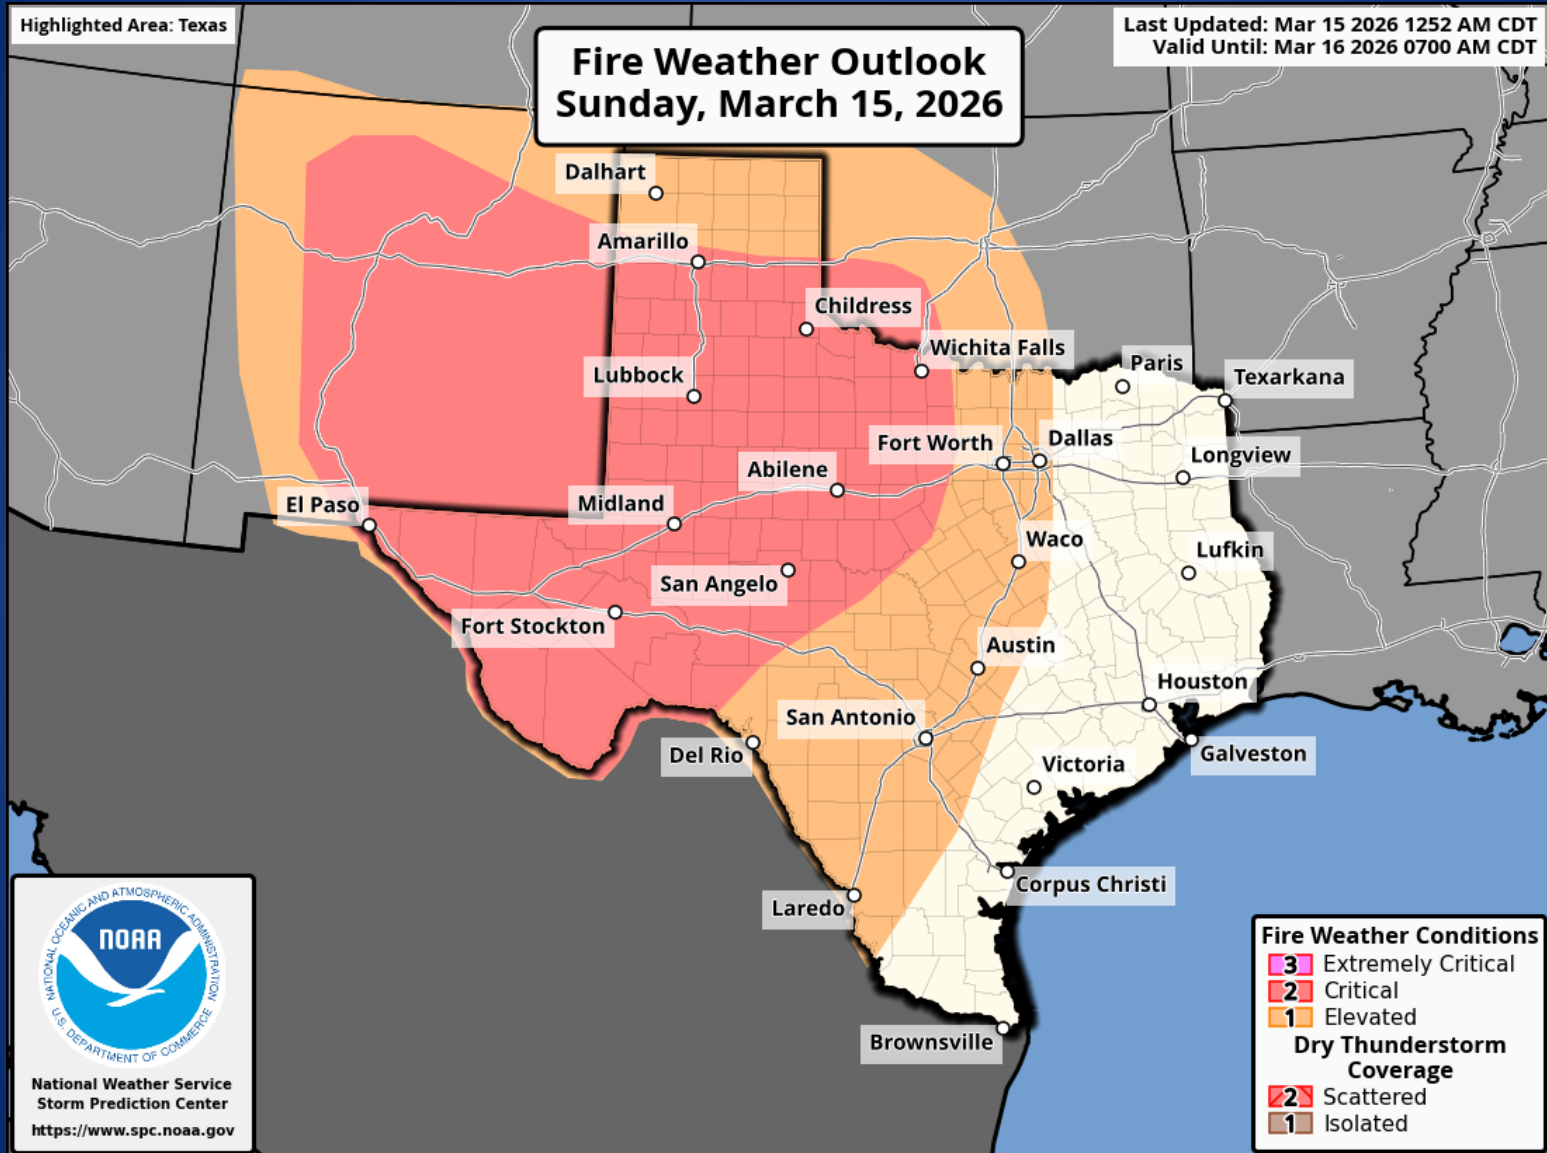 Highlighted Area: Texas
Fire Weather Outlook
Sunday, March 15, 2026
Last Updated: Mar 15 2026 1252 AM CDT
Valid Until: Mar 16 2026 0700 AM CDT
Dalhart
Amarillo
Childress
Wichita Falls
Paris
Texarkana
Lubbock
Fort Worth
Dallas
Longview
Abilene
El Paso
Midland
Waco
Lufkin
San Angelo
Fort Stockton
Austin
Houston
San Antonio
Del Rio
Galveston
Victoria
Corpus Christi
Laredo
Brownsville
NATIONAL OCEANIC AND ATMOSPHERIC ADMINISTRATION
NOAA
U.S. DEPARTMENT OF COMMERCE
National Weather Service
Storm Prediction Center
https://www.spc.noaa.gov
Fire Weather Conditions
3 Extremely Critical
2 Critical
1 Elevated
Dry Thunderstorm
Coverage
2 Scattered
1 Isolated